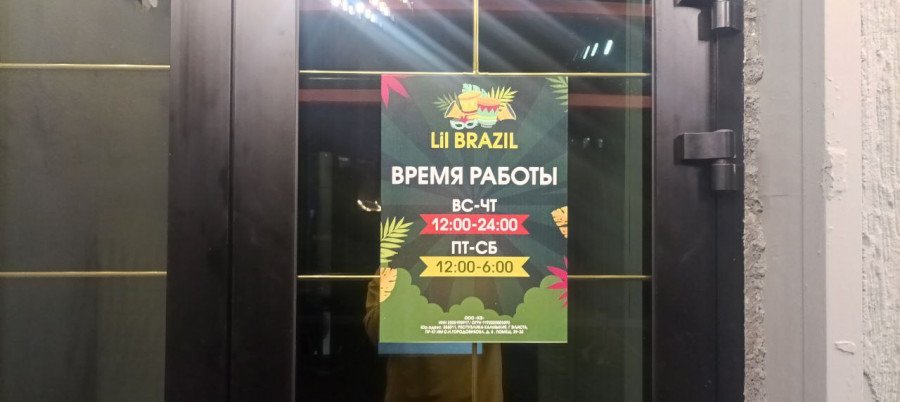 Lil BRAZIL
ВРЕМЯ РАБОТЫ
ВС-ЧТ
12:00-24:00
ПТ-СБ
12:00-6:00